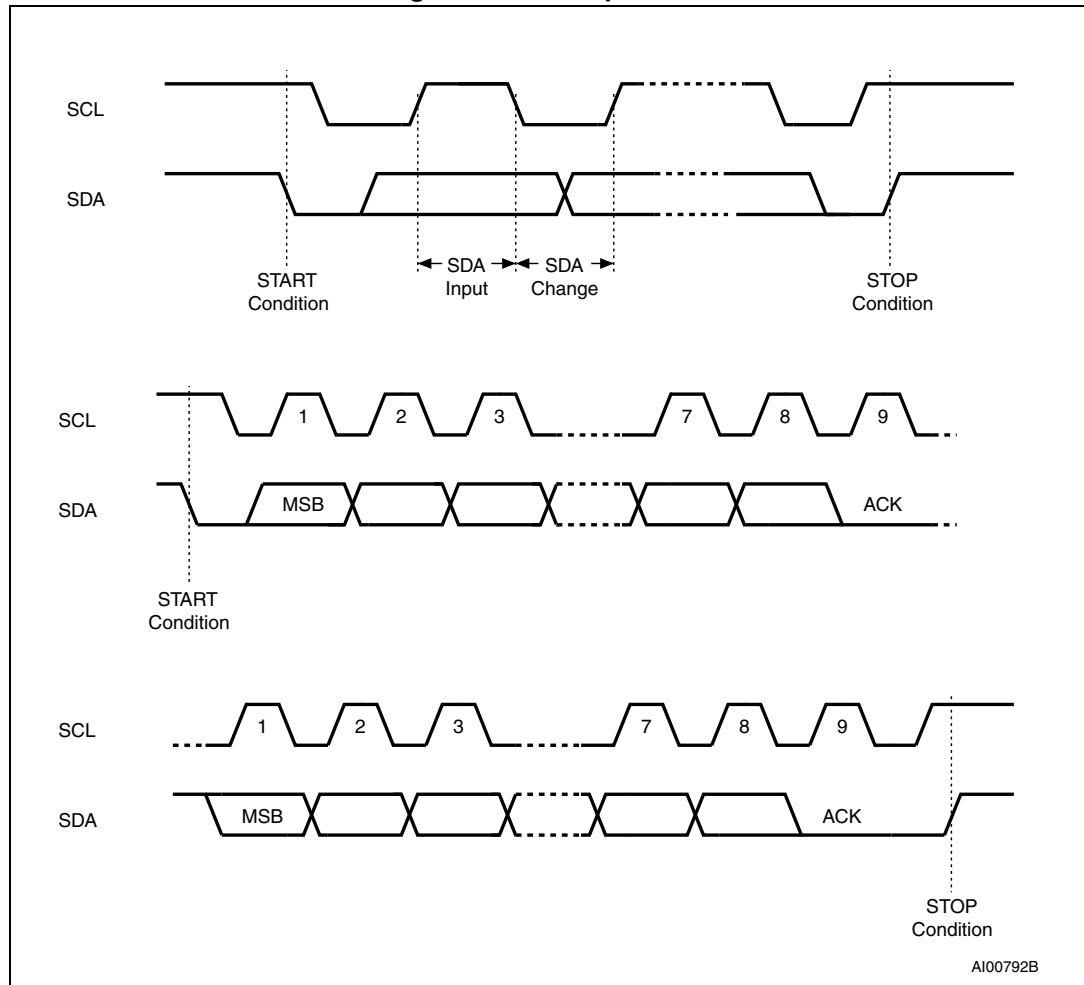 SCL
SDA
START
Condition
SDA
Input
SDA
Change
STOP
Condition
SCL
1 2 3 7 8 9
SDA
MSB
ACK
START
Condition
SCL
1 2 3 7 8 9
SDA
MSB
ACK
STOP
Condition
AI00792B